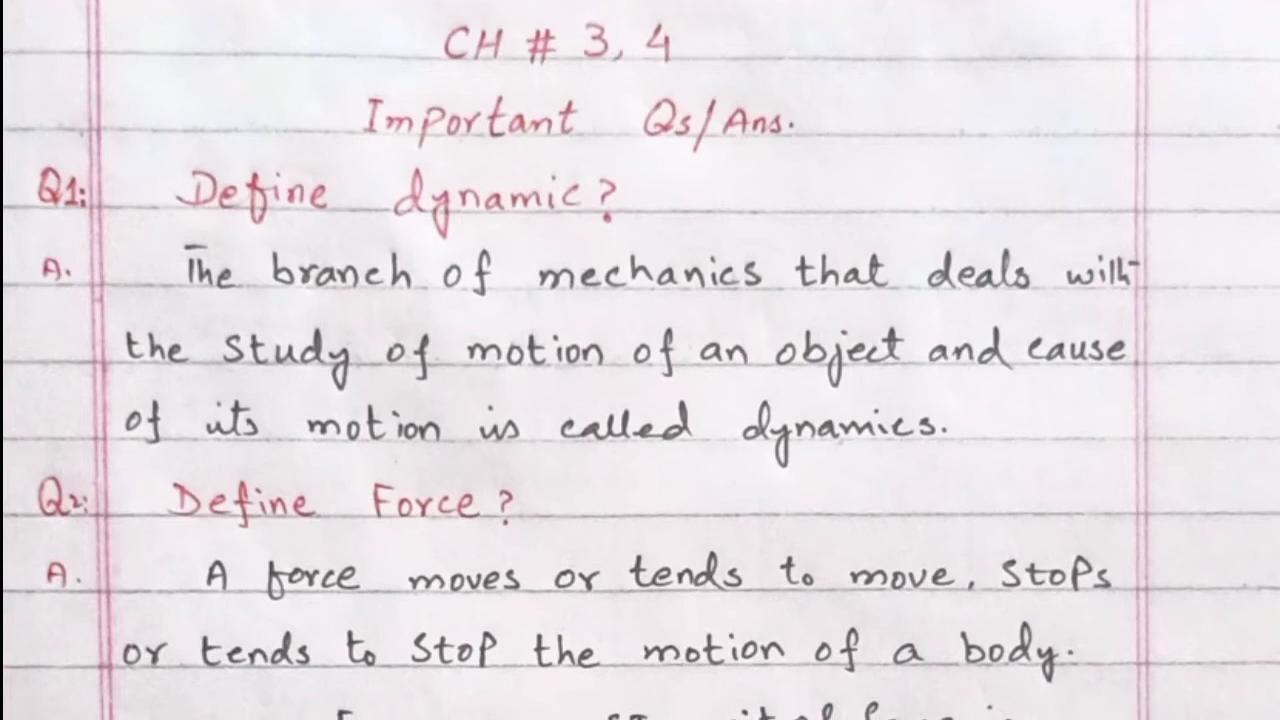 CH # 3, 4
Important Qs/Ans.
Q1: Define dynamic?
A. The branch of mechanics that deals with
the study of motion of an object and cause
of its motion is called dynamics.
Q2: Define Force?
A. A force moves or tends to move, stops
or tends to stop the motion of a body.